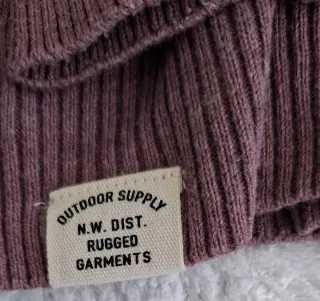 OUTDOOR SUPPLY
N.W. DIST.
RUGGED
GARMENTS